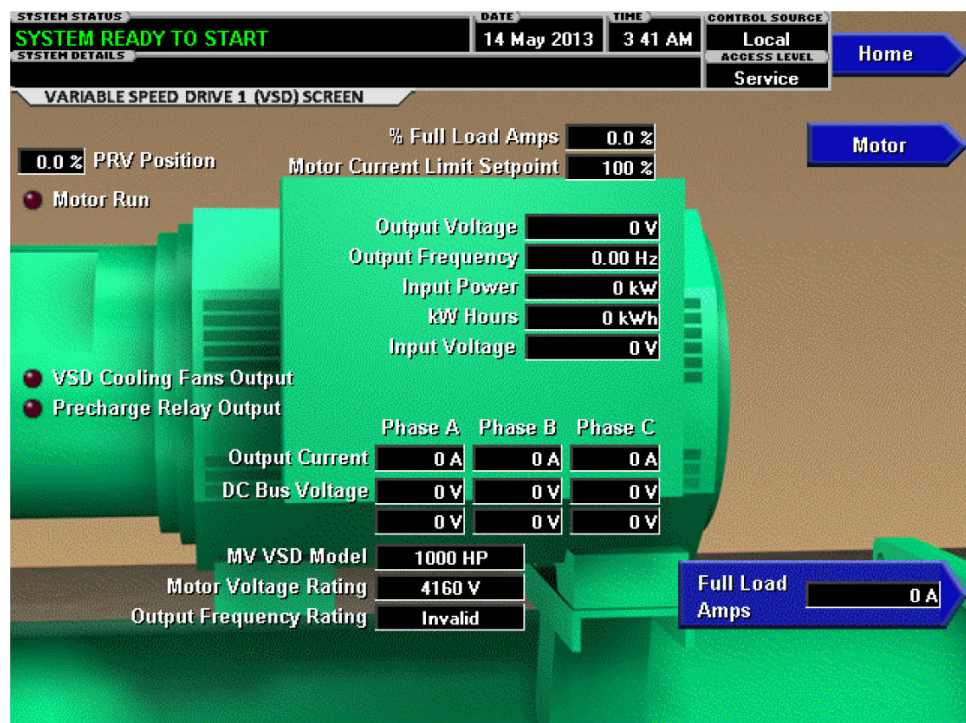 SYSTEM STATUS
SYSTEM READY TO START
SYSTEM DETAILS
DATE
14 May 2013
TIME
3 41 AM
CONTROL SOURCE
Local
ACCESS LEVEL
Service
Home
VARIABLE SPEED DRIVE 1 (VSD) SCREEN
Motor
% Full Load Amps 0.0 %
0.0 % PRV Position
Motor Current Limit Setpoint 100 %
Motor Run
Output Voltage 0 V
Output Frequency 0.00 Hz
Input Power 0 kW
kW Hours 0 kWh
Input Voltage 0 V
VSD Cooling Fans Output
Precharge Relay Output
Phase A Phase B Phase C
Output Current 0 A 0 A 0 A
DC Bus Voltage 0 V 0 V 0 V
0 V 0 V 0 V
MV VSD Model 1000 HP
Motor Voltage Rating 4160 V
Output Frequency Rating Invalid
Full Load Amps 0 A